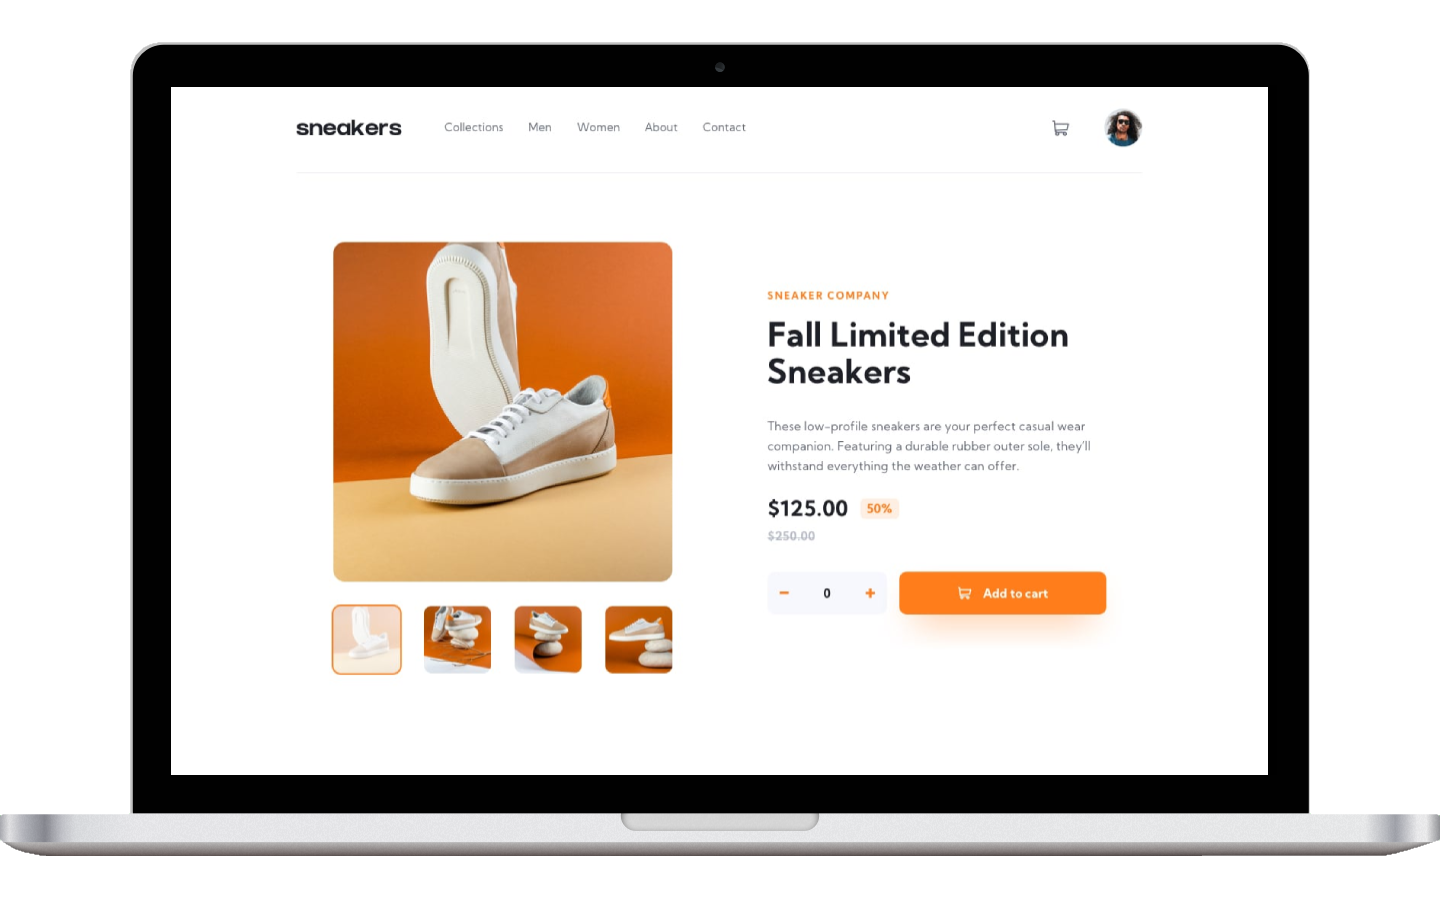 sneakers
Collections
Men
Women
About
Contact
SNEAKER COMPANY
Fall Limited Edition
Sneakers
These low-profile sneakers are your perfect casual wear
companion. Featuring a durable rubber outer sole, they'll
withstand everything the weather can offer.
$125.00 50%
$250.00
− 0 +
Add to cart